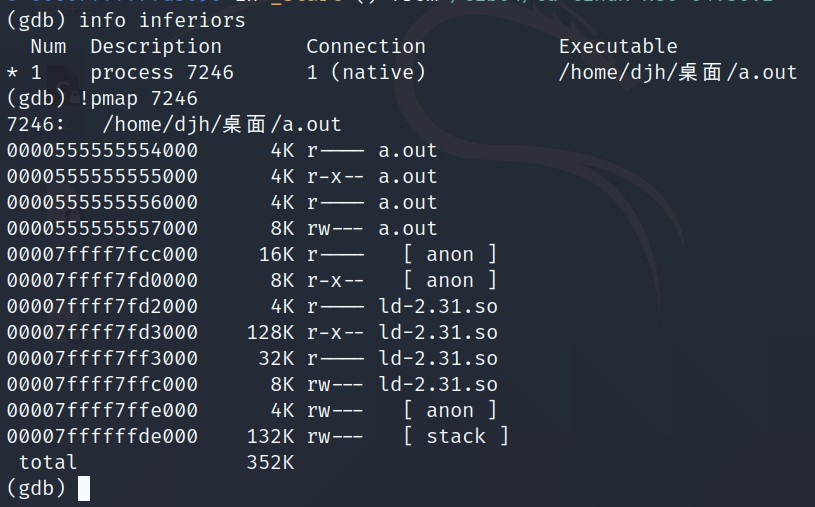 (gdb) info inferiors
  Num  Description       Connection           Executable
* 1    process 7246      1 (native)           /home/djh/桌面/a.out
(gdb) !pmap 7246
7246:   /home/djh/桌面/a.out
0000555555554000      4K r---- a.out
0000555555555000      4K r-x-- a.out
0000555555556000      4K r---- a.out
0000555555557000      8K rw--- a.out
00007ffff7fcc000     16K r----   [ anon ]
00007ffff7fd0000      8K r-x--   [ anon ]
00007ffff7fd2000      4K r---- ld-2.31.so
00007ffff7fd3000    128K r-x-- ld-2.31.so
00007ffff7ff3000     32K r---- ld-2.31.so
00007ffff7ffc000      8K rw--- ld-2.31.so
00007ffff7ffe000      4K rw---   [ anon ]
00007ffffffde000    132K rw---   [ stack ]
 total              352K
(gdb)